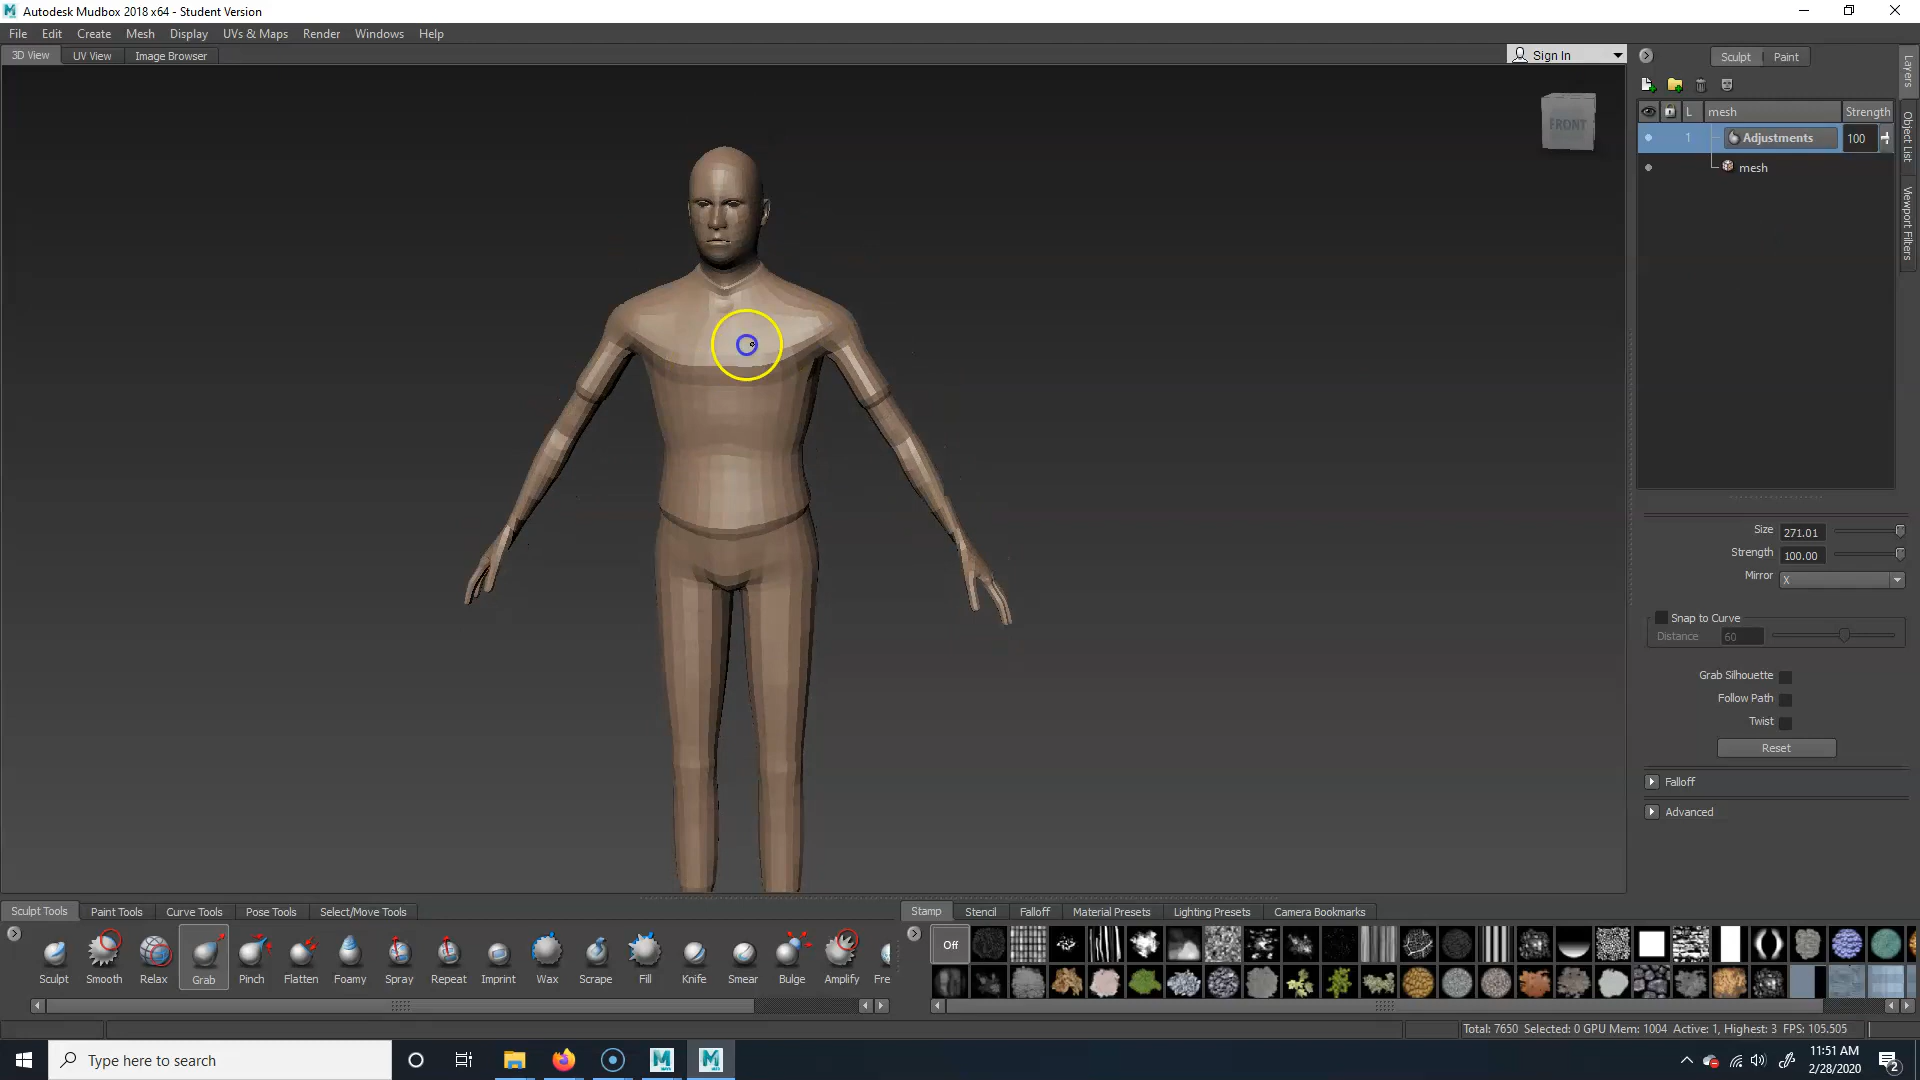 Autodesk Mudbox 2018 x64 - Student Version
File Edit Create Mesh Display UVs & Maps Render Windows Help
3D View UV View Image Browser
Sign In
Sculpt Paint
L mesh Strength
1 Adjustments 100
mesh
FRONT
Layers
Object List
Viewport Filters
Size 271.01
Strength 100.00
Mirror X
Snap to Curve
Distance 60
Grab Silhouette
Follow Path
Twist
Reset
Falloff
Advanced
Sculpt Tools Paint Tools Curve Tools Pose Tools Select/Move Tools
Sculpt Smooth Relax Grab Pinch Flatten Foamy Spray Repeat Imprint Wax Scrape Fill Knife Smear Bulge Amplify Fre
Stamp Stencil Falloff Material Presets Lighting Presets Camera Bookmarks
Off
Total: 7650 Selected: 0 GPU Mem: 1004 Active: 1, Highest: 3 FPS: 105.505
Type here to search
11:51 AM
2/28/2020
2